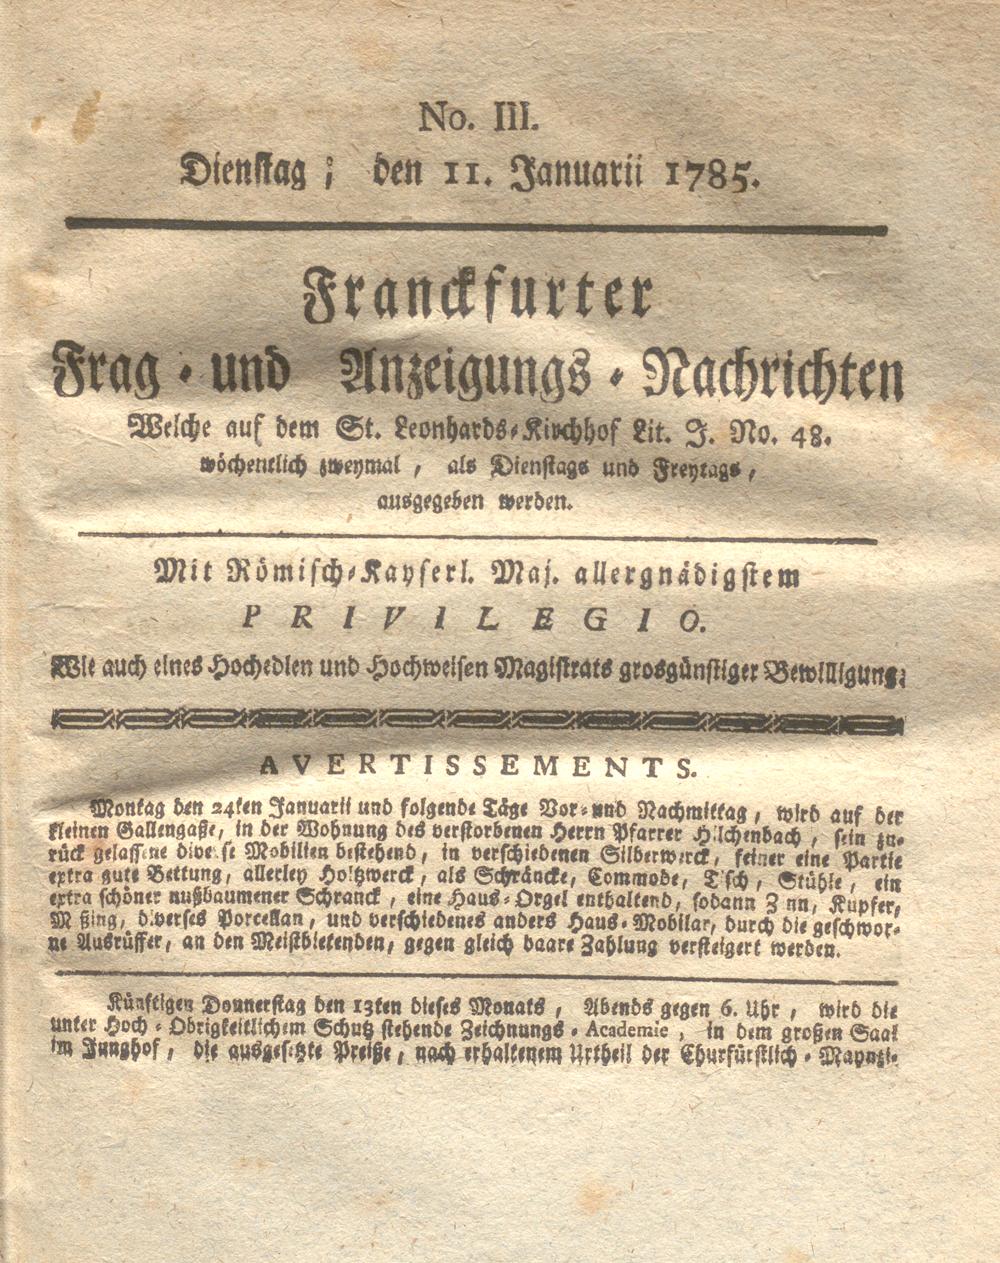 No. III.
Dienstag; den 11. Januarii 1785.
Franckfurter
Frag- und Anzeigungs-Nachrichten
Welche auf dem St. Leonhards-Kirchhof Lit. J. No. 48.
wöchentlich zweymal, als Dienstags und Freytags,
ausgegeben werden.
Mit Römisch-Kayserl. Maj. allergnädigstem
PRIVILEGIO.
Wie auch eines Hochedlen und Hochweisen Magistrats grosgünstiger Bewilligung.
AVERTISSEMENTS.
Montag den 24ten Januarii und folgende Täge Vor- und Nachmittag, wird auf der
kleinen Gallengaße, in der Wohnung des verstorbenen Herrn Pfarrer Hilchenbach, sein zu-
rück gelassene diverse Mobilien bestehend, in verschiedenen Silberwerck, feiner eine Partie
extra gute Bettung, allerley Holtzwerck, als Schräncke, Commode, Tisch, Stühle, ein
extra schöner nußbaumener Schranck, eine Haus-Orgel enthaltend, sodann Zinn, Kupfer,
Meßing, diverses Porcellan, und verschiedenes anders Haus-Mobilar, durch die geschwor-
ne Ausrüffer, an den Meistbietenden, gegen gleich baare Zahlung versteigert werden.
Künftigen Donnerstag den 13ten dieses Monats, Abends gegen 6. Uhr, wird die
unter Hoch-Obrigkeitlichem Schutz stehende Zeichnungs-Academie, in dem großen Saal
im Junghof, die ausgesetzte Preiße, nach erhaltenem Urtheil der Churfürstlich-Maynzi-